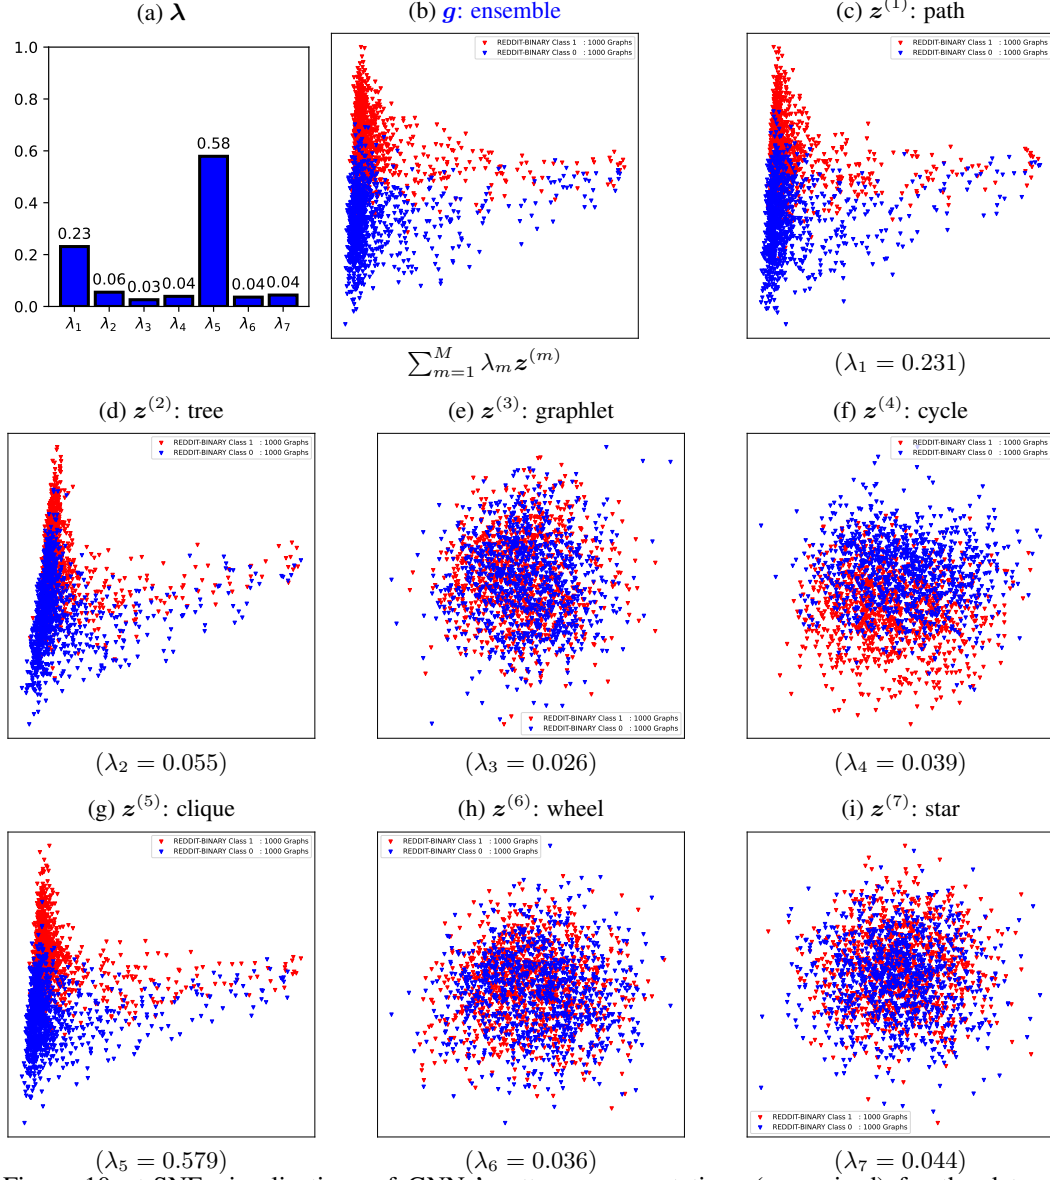 (a) λ
1.0
0.8
0.6
0.4
0.2
0.0
0.23
0.06
0.03
0.04
0.58
0.04
0.04
λ₁ λ₂ λ₃ λ₄ λ₅ λ₆ λ₇
(b) g: ensemble
REDDIT-BINARY Class 1 : 1000 Graphs
REDDIT-BINARY Class 0 : 1000 Graphs
∑ᴹₘ₌₁ λₘz⁽ᵐ⁾
(c) z⁽¹⁾: path
REDDIT-BINARY Class 1 : 1000 Graphs
REDDIT-BINARY Class 0 : 1000 Graphs
(λ₁ = 0.231)
(d) z⁽²⁾: tree
REDDIT-BINARY Class 1 : 1000 Graphs
REDDIT-BINARY Class 0 : 1000 Graphs
(λ₂ = 0.055)
(e) z⁽³⁾: graphlet
REDDIT-BINARY Class 1 : 1000 Graphs
REDDIT-BINARY Class 0 : 1000 Graphs
(λ₃ = 0.026)
(f) z⁽⁴⁾: cycle
REDDIT-BINARY Class 1 : 1000 Graphs
REDDIT-BINARY Class 0 : 1000 Graphs
(λ₄ = 0.039)
(g) z⁽⁵⁾: clique
REDDIT-BINARY Class 1 : 1000 Graphs
REDDIT-BINARY Class 0 : 1000 Graphs
(λ₅ = 0.579)
(h) z⁽⁶⁾: wheel
REDDIT-BINARY Class 1 : 1000 Graphs
REDDIT-BINARY Class 0 : 1000 Graphs
(λ₆ = 0.036)
(i) z⁽⁷⁾: star
REDDIT-BINARY Class 1 : 1000 Graphs
REDDIT-BINARY Class 0 : 1000 Graphs
(λ₇ = 0.044)